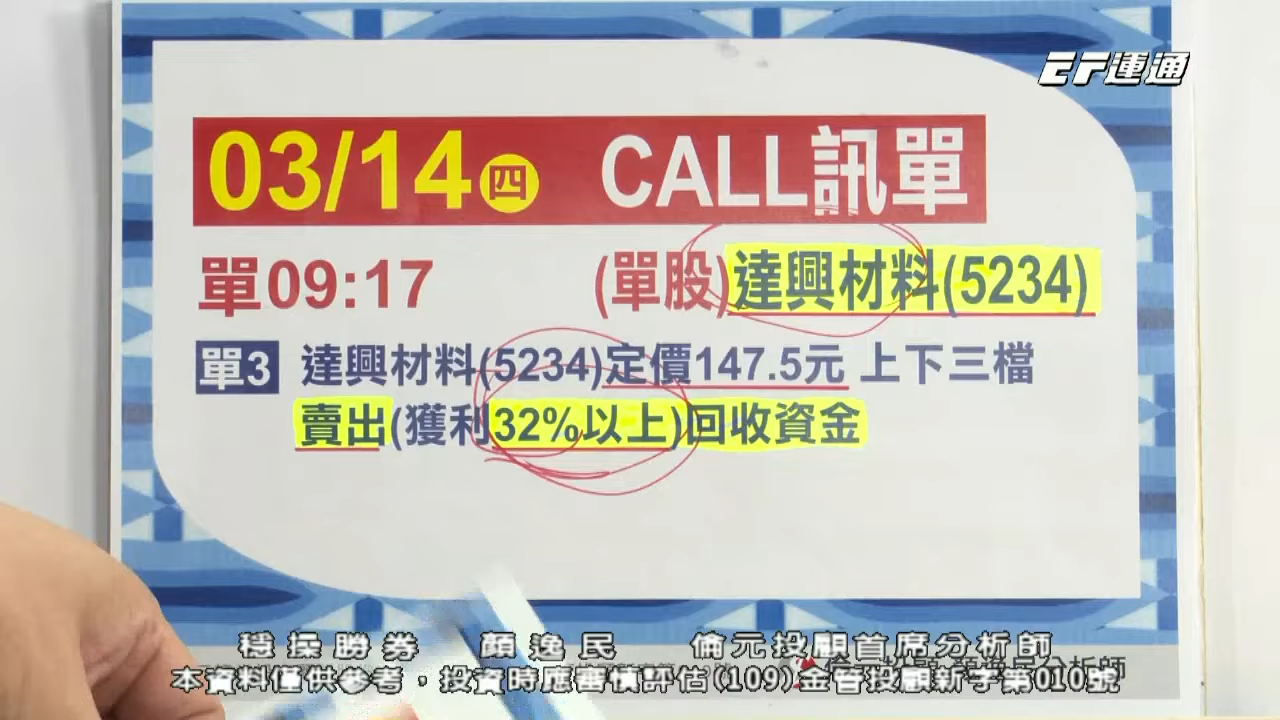 EF運通
03/14四 CALL訊單
單09:17 (單股)達興材料(5234)
單3 達興材料(5234)定價147.5元 上下三檔
賣出(獲利32%以上)回收資金
穩操勝券 顏逸民 倫元投顧首席分析師
本資料僅供參考，投資時應審慎評估(109)金管投顧新字第010號